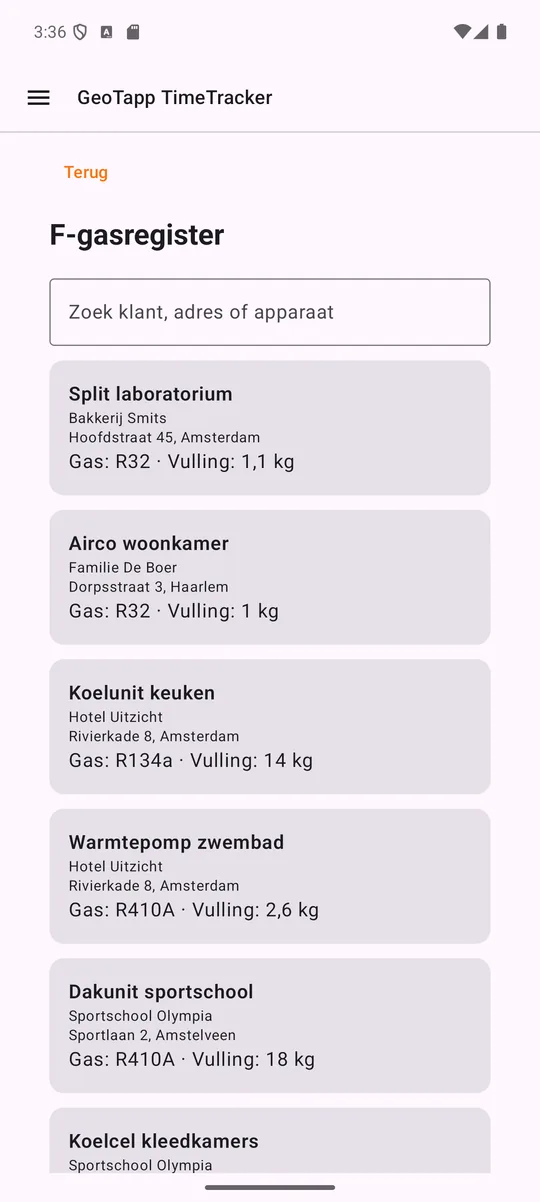 3:36
GeoTapp TimeTracker
Terug
F-gasregister
Zoek klant, adres of apparaat
Split laboratorium
Bakkerij Smits
Hoofdstraat 45, Amsterdam
Gas: R32 · Vulling: 1,1 kg
Airco woonkamer
Familie De Boer
Dorpsstraat 3, Haarlem
Gas: R32 · Vulling: 1 kg
Koelunit keuken
Hotel Uitzicht
Rivierkade 8, Amsterdam
Gas: R134a · Vulling: 14 kg
Warmtepomp zwembad
Hotel Uitzicht
Rivierkade 8, Amsterdam
Gas: R410A · Vulling: 2,6 kg
Dakunit sportschool
Sportschool Olympia
Sportlaan 2, Amstelveen
Gas: R410A · Vulling: 18 kg
Koelcel kleedkamers
Sportschool Olympia